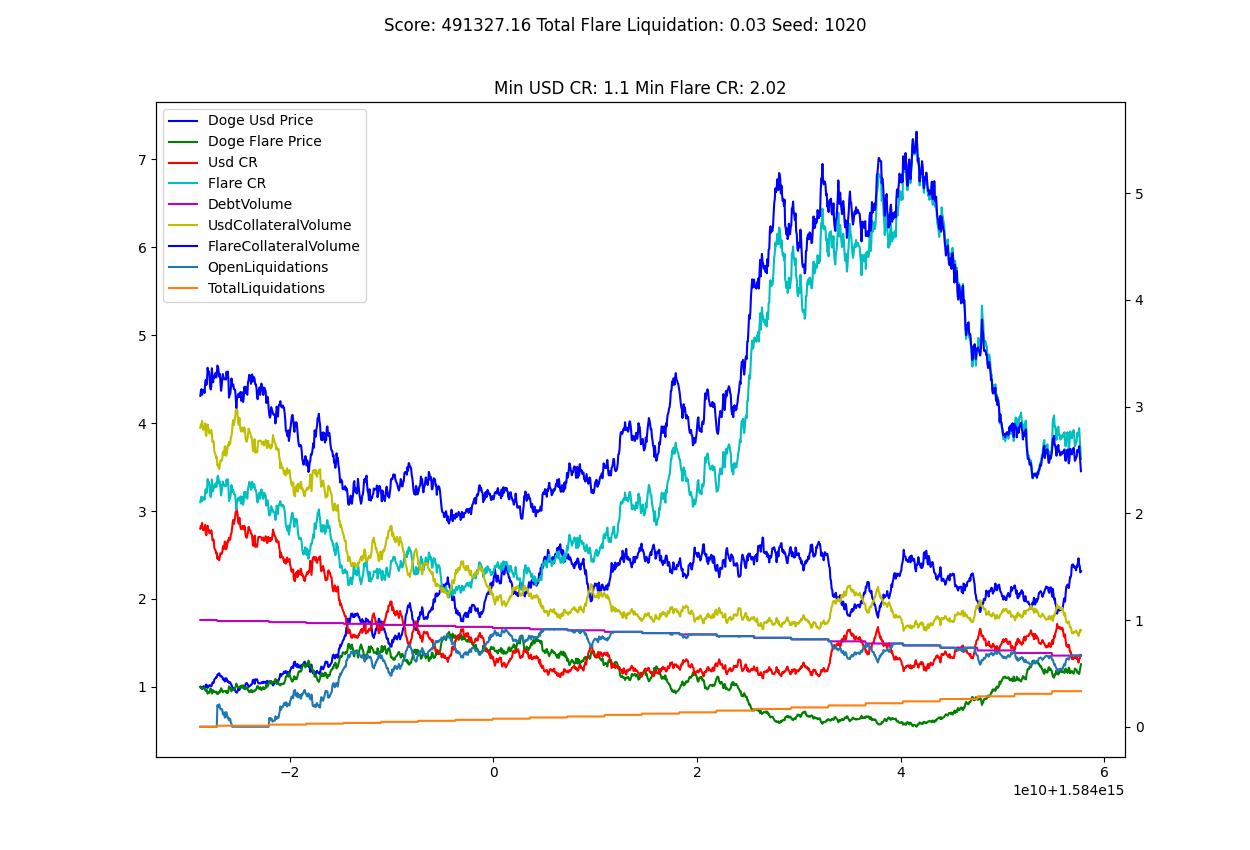 Score: 491327.16 Total Flare Liquidation: 0.03 Seed: 1020
Min USD CR: 1.1 Min Flare CR: 2.02
Doge Usd Price
Doge Flare Price
Usd CR
Flare CR
DebtVolume
UsdCollateralVolume
FlareCollateralVolume
OpenLiquidations
TotalLiquidations
7
6
5
4
3
2
1
5
4
3
2
1
0
−2 0 2 4 6
1e10+1.584e15